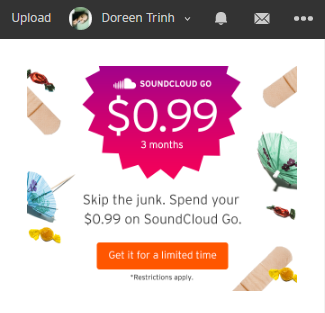 Upload Doreen Trinh
SOUNDCLOUD GO
$0.99
3 months
Skip the junk. Spend your
$0.99 on SoundCloud Go.
Get it for a limited time
*Restrictions apply.